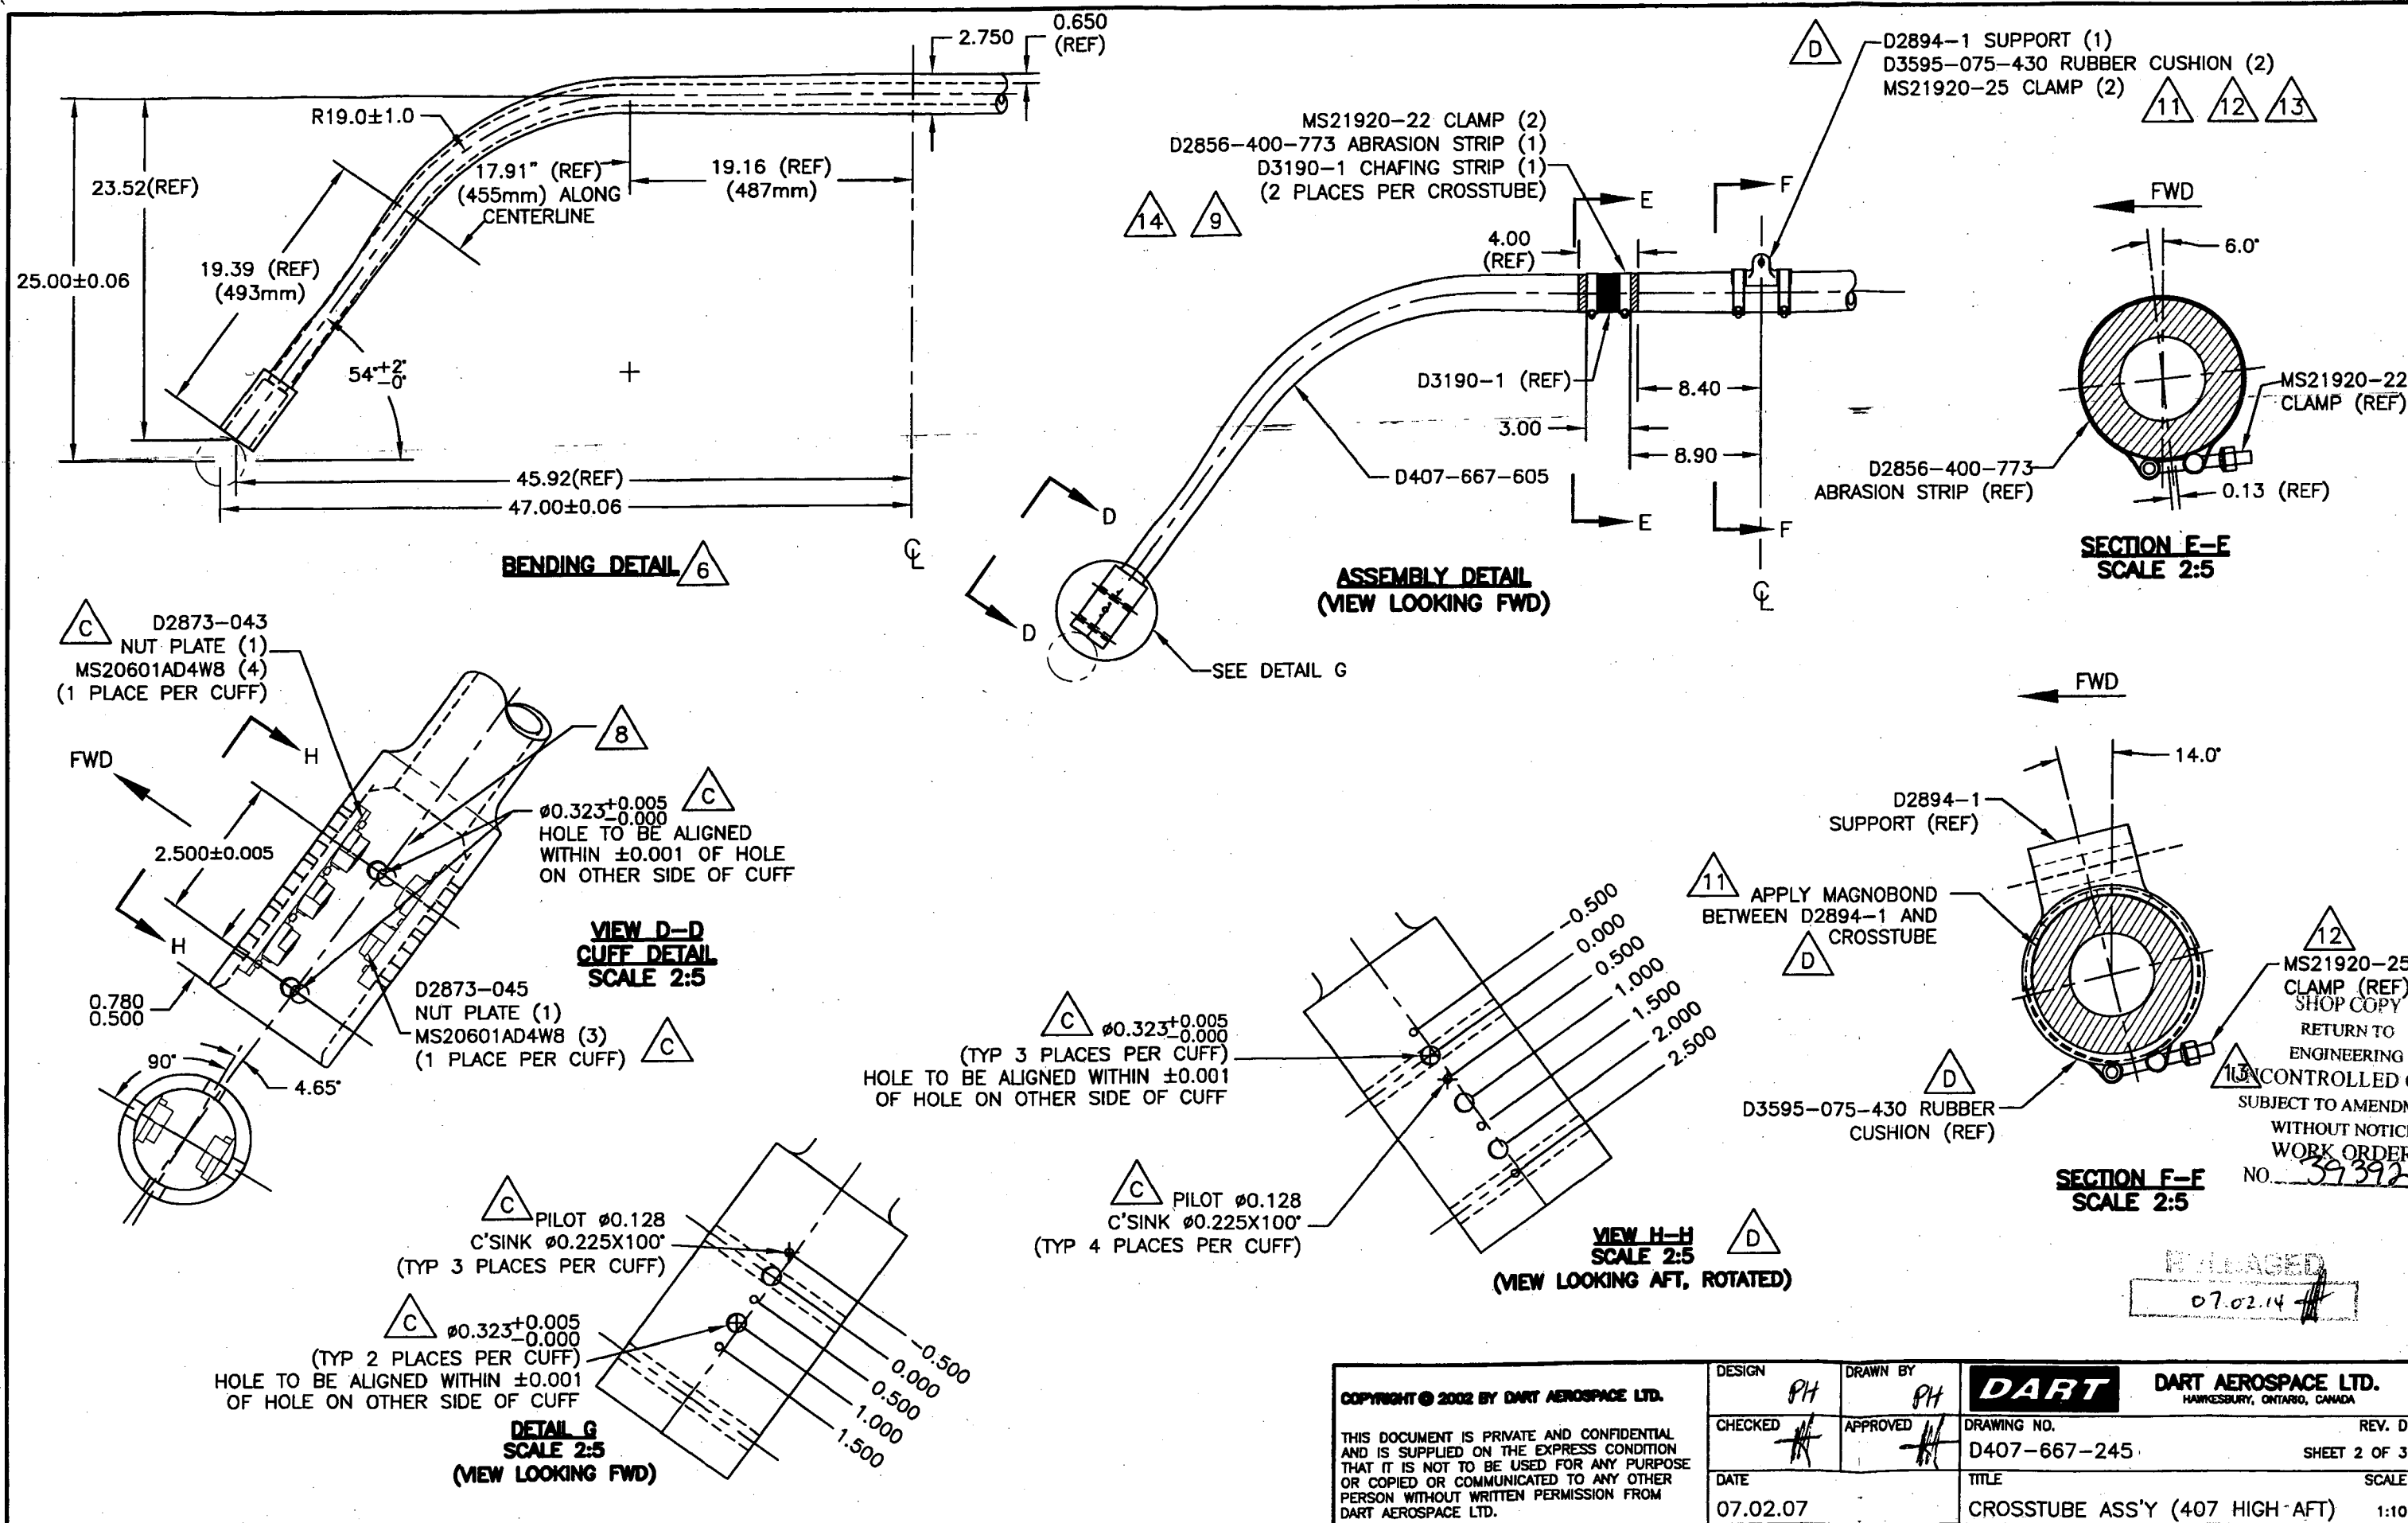 2.750
0.650
(REF)
R19.0±1.0
23.52(REF)
17.91" (REF)
(455mm) ALONG
CENTERLINE
19.16 (REF)
(487mm)
25.00±0.06
19.39 (REF)
(493mm)
54°+2°
-0°
45.92(REF)
47.00±0.06
BENDING DETAIL
6
℄
D
D2894-1 SUPPORT (1)
D3595-075-430 RUBBER CUSHION (2)
MS21920-25 CLAMP (2)
11
12
13
MS21920-22 CLAMP (2)
D2856-400-773 ABRASION STRIP (1)
D3190-1 CHAFING STRIP (1)
(2 PLACES PER CROSSTUBE)
14
9
E
F
4.00
(REF)
D3190-1 (REF)
8.40
3.00
8.90
D407-667-605
E
F
D
D
ASSEMBLY DETAIL
(VIEW LOOKING FWD)
℄
SEE DETAIL G
FWD
6.0°
MS21920-22
CLAMP (REF)
D2856-400-773
ABRASION STRIP (REF)
0.13 (REF)
SECTION E-E
SCALE 2:5
C
D2873-043
NUT PLATE (1)
MS20601AD4W8 (4)
(1 PLACE PER CUFF)
FWD
H
8
C
ø0.323+0.005
-0.000
HOLE TO BE ALIGNED
WITHIN ±0.001 OF HOLE
ON OTHER SIDE OF CUFF
2.500±0.005
H
VIEW D-D
CUFF DETAIL
SCALE 2:5
0.780
0.500
D2873-045
NUT PLATE (1)
MS20601AD4W8 (3)
(1 PLACE PER CUFF)
C
90°
4.65°
C
PILOT ø0.128
C'SINK ø0.225X100°
(TYP 3 PLACES PER CUFF)
C
ø0.323+0.005
-0.000
(TYP 2 PLACES PER CUFF)
HOLE TO BE ALIGNED WITHIN ±0.001
OF HOLE ON OTHER SIDE OF CUFF
-0.500
0.000
0.500
1.000
1.500
DETAIL G
SCALE 2:5
(VIEW LOOKING FWD)
-0.500
0.000
0.500
1.000
1.500
2.000
2.500
C
ø0.323+0.005
-0.000
(TYP 3 PLACES PER CUFF)
HOLE TO BE ALIGNED WITHIN ±0.001
OF HOLE ON OTHER SIDE OF CUFF
C
PILOT ø0.128
C'SINK ø0.225X100°
(TYP 4 PLACES PER CUFF)
VIEW H-H
SCALE 2:5
(VIEW LOOKING AFT, ROTATED)
D
FWD
14.0°
D2894-1
SUPPORT (REF)
11
APPLY MAGNOBOND
BETWEEN D2894-1 AND
CROSSTUBE
D
12
MS21920-25
CLAMP (REF)
D
D3595-075-430 RUBBER
CUSHION (REF)
13
SECTION F-F
SCALE 2:5
SHOP COPY
RETURN TO
ENGINEERING
UNCONTROLLED
SUBJECT TO
WITHOUT NOTICE
WORK ORDER
NO. 39392
RELEASED
07.02.14
COPYRIGHT © 2002 BY DART AEROSPACE LTD.
THIS DOCUMENT IS PRIVATE AND CONFIDENTIAL
AND IS SUPPLIED ON THE EXPRESS CONDITION
THAT IT IS NOT TO BE USED FOR ANY PURPOSE
OR COPIED OR COMMUNICATED TO ANY OTHER
PERSON WITHOUT WRITTEN PERMISSION FROM
DART AEROSPACE LTD.
DESIGN
PH
DRAWN BY
PH
CHECKED
APPROVED
DATE
07.02.07
DART
DART AEROSPACE LTD.
HAWKESBURY, ONTARIO, CANADA
DRAWING NO.
REV. D
D407-667-245
SHEET 2 OF 3
TITLE
SCALE
CROSSTUBE ASS'Y (407 HIGH AFT)
1:10